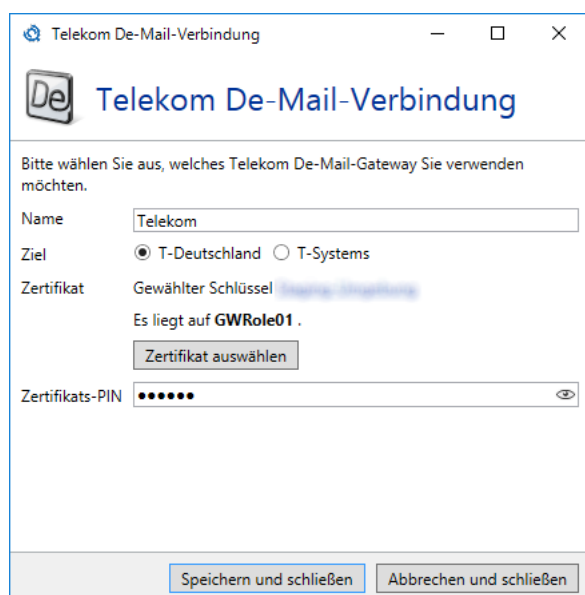 Telekom De-Mail-Verbindung
De Telekom De-Mail-Verbindung
Bitte wählen Sie aus, welches Telekom De-Mail-Gateway Sie verwenden
möchten.
Name Telekom
Ziel T-Deutschland T-Systems
Zertifikat Gewählter Schlüssel
Es liegt auf GWRole01 .
Zertifikat auswählen
Zertifikats-PIN ●●●●●●
Speichern und schließen Abbrechen und schließen